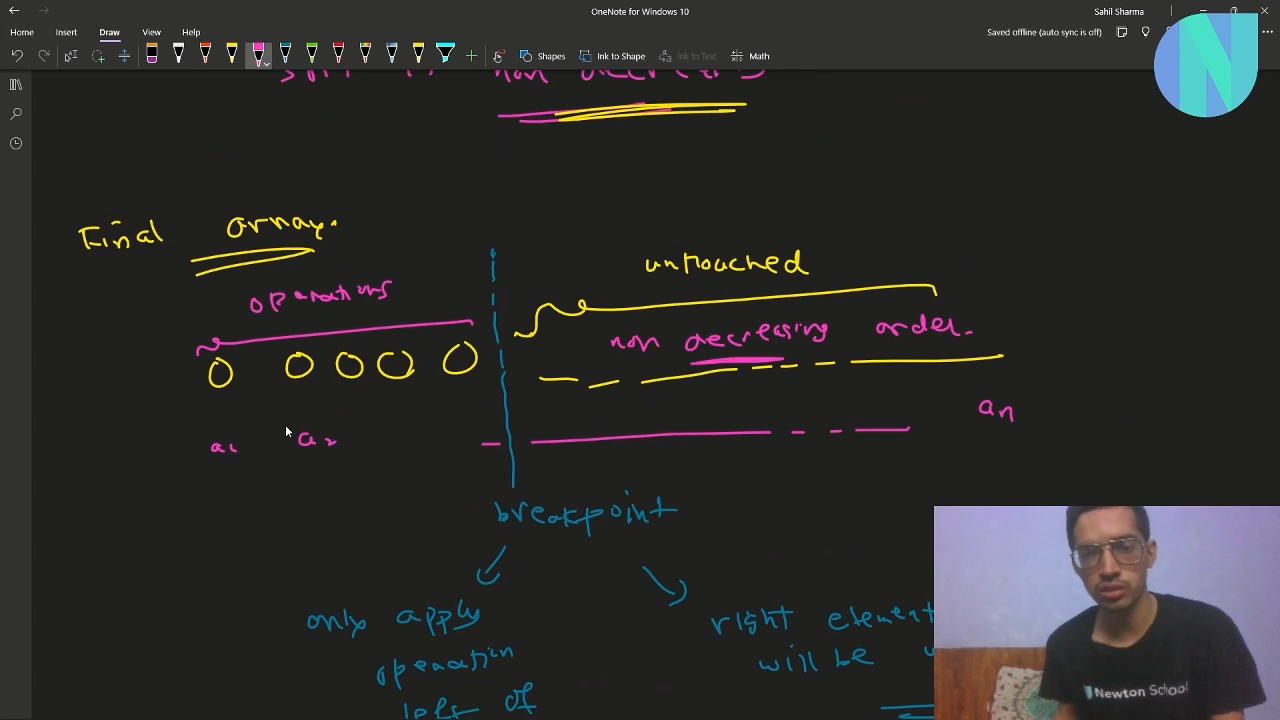 OneNote for Windows 10
Sahil Sharma
Home Insert Draw View Help
Saved offline (auto sync is off)
Shapes Ink to Shape Ink to Text Math
non
Final array.
operations
untouched
non decreasing order.
a1 a2 an
breakpoint
only apply
operation
left of
right element
will be
Newton School